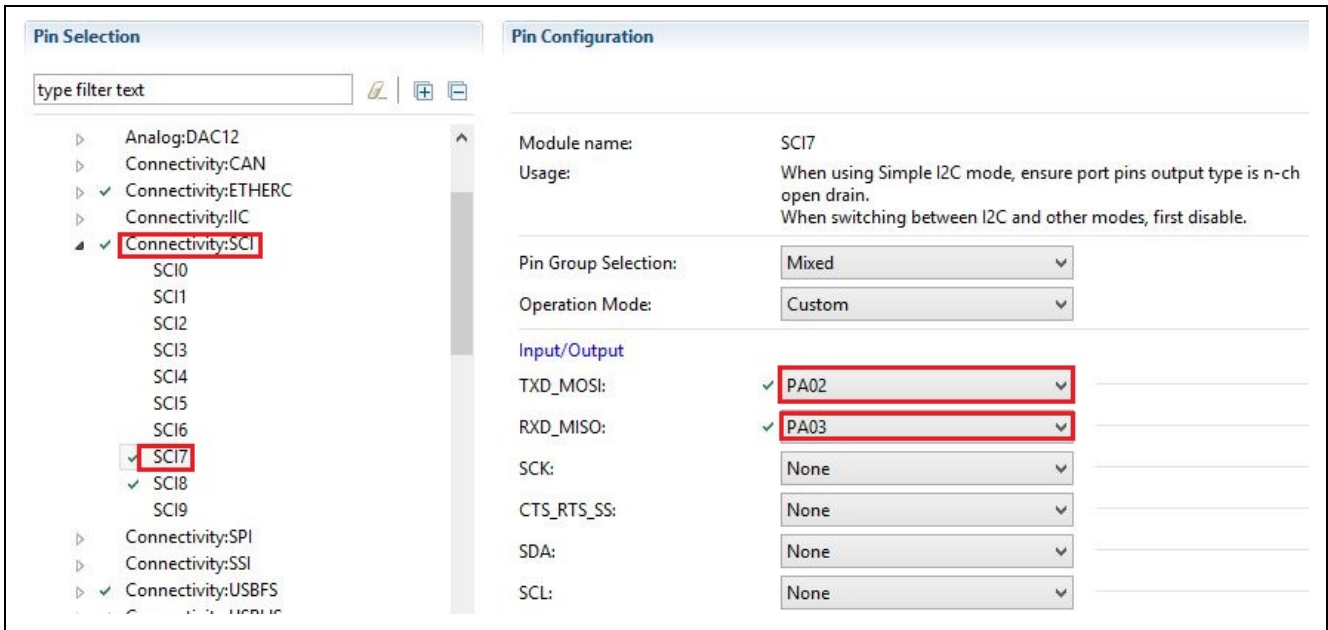 Pin Selection
type filter text
Analog:DAC12
Connectivity:CAN
Connectivity:ETHERC
Connectivity:IIC
Connectivity:SCI
SCI0
SCI1
SCI2
SCI3
SCI4
SCI5
SCI6
SCI7
SCI8
SCI9
Connectivity:SPI
Connectivity:SSI
Connectivity:USBFS
Pin Configuration
Module name: SCI7
Usage: When using Simple I2C mode, ensure port pins output type is n-ch
open drain.
When switching between I2C and other modes, first disable.
Pin Group Selection: Mixed
Operation Mode: Custom
Input/Output
TXD_MOSI: PA02
RXD_MISO: PA03
SCK: None
CTS_RTS_SS: None
SDA: None
SCL: None